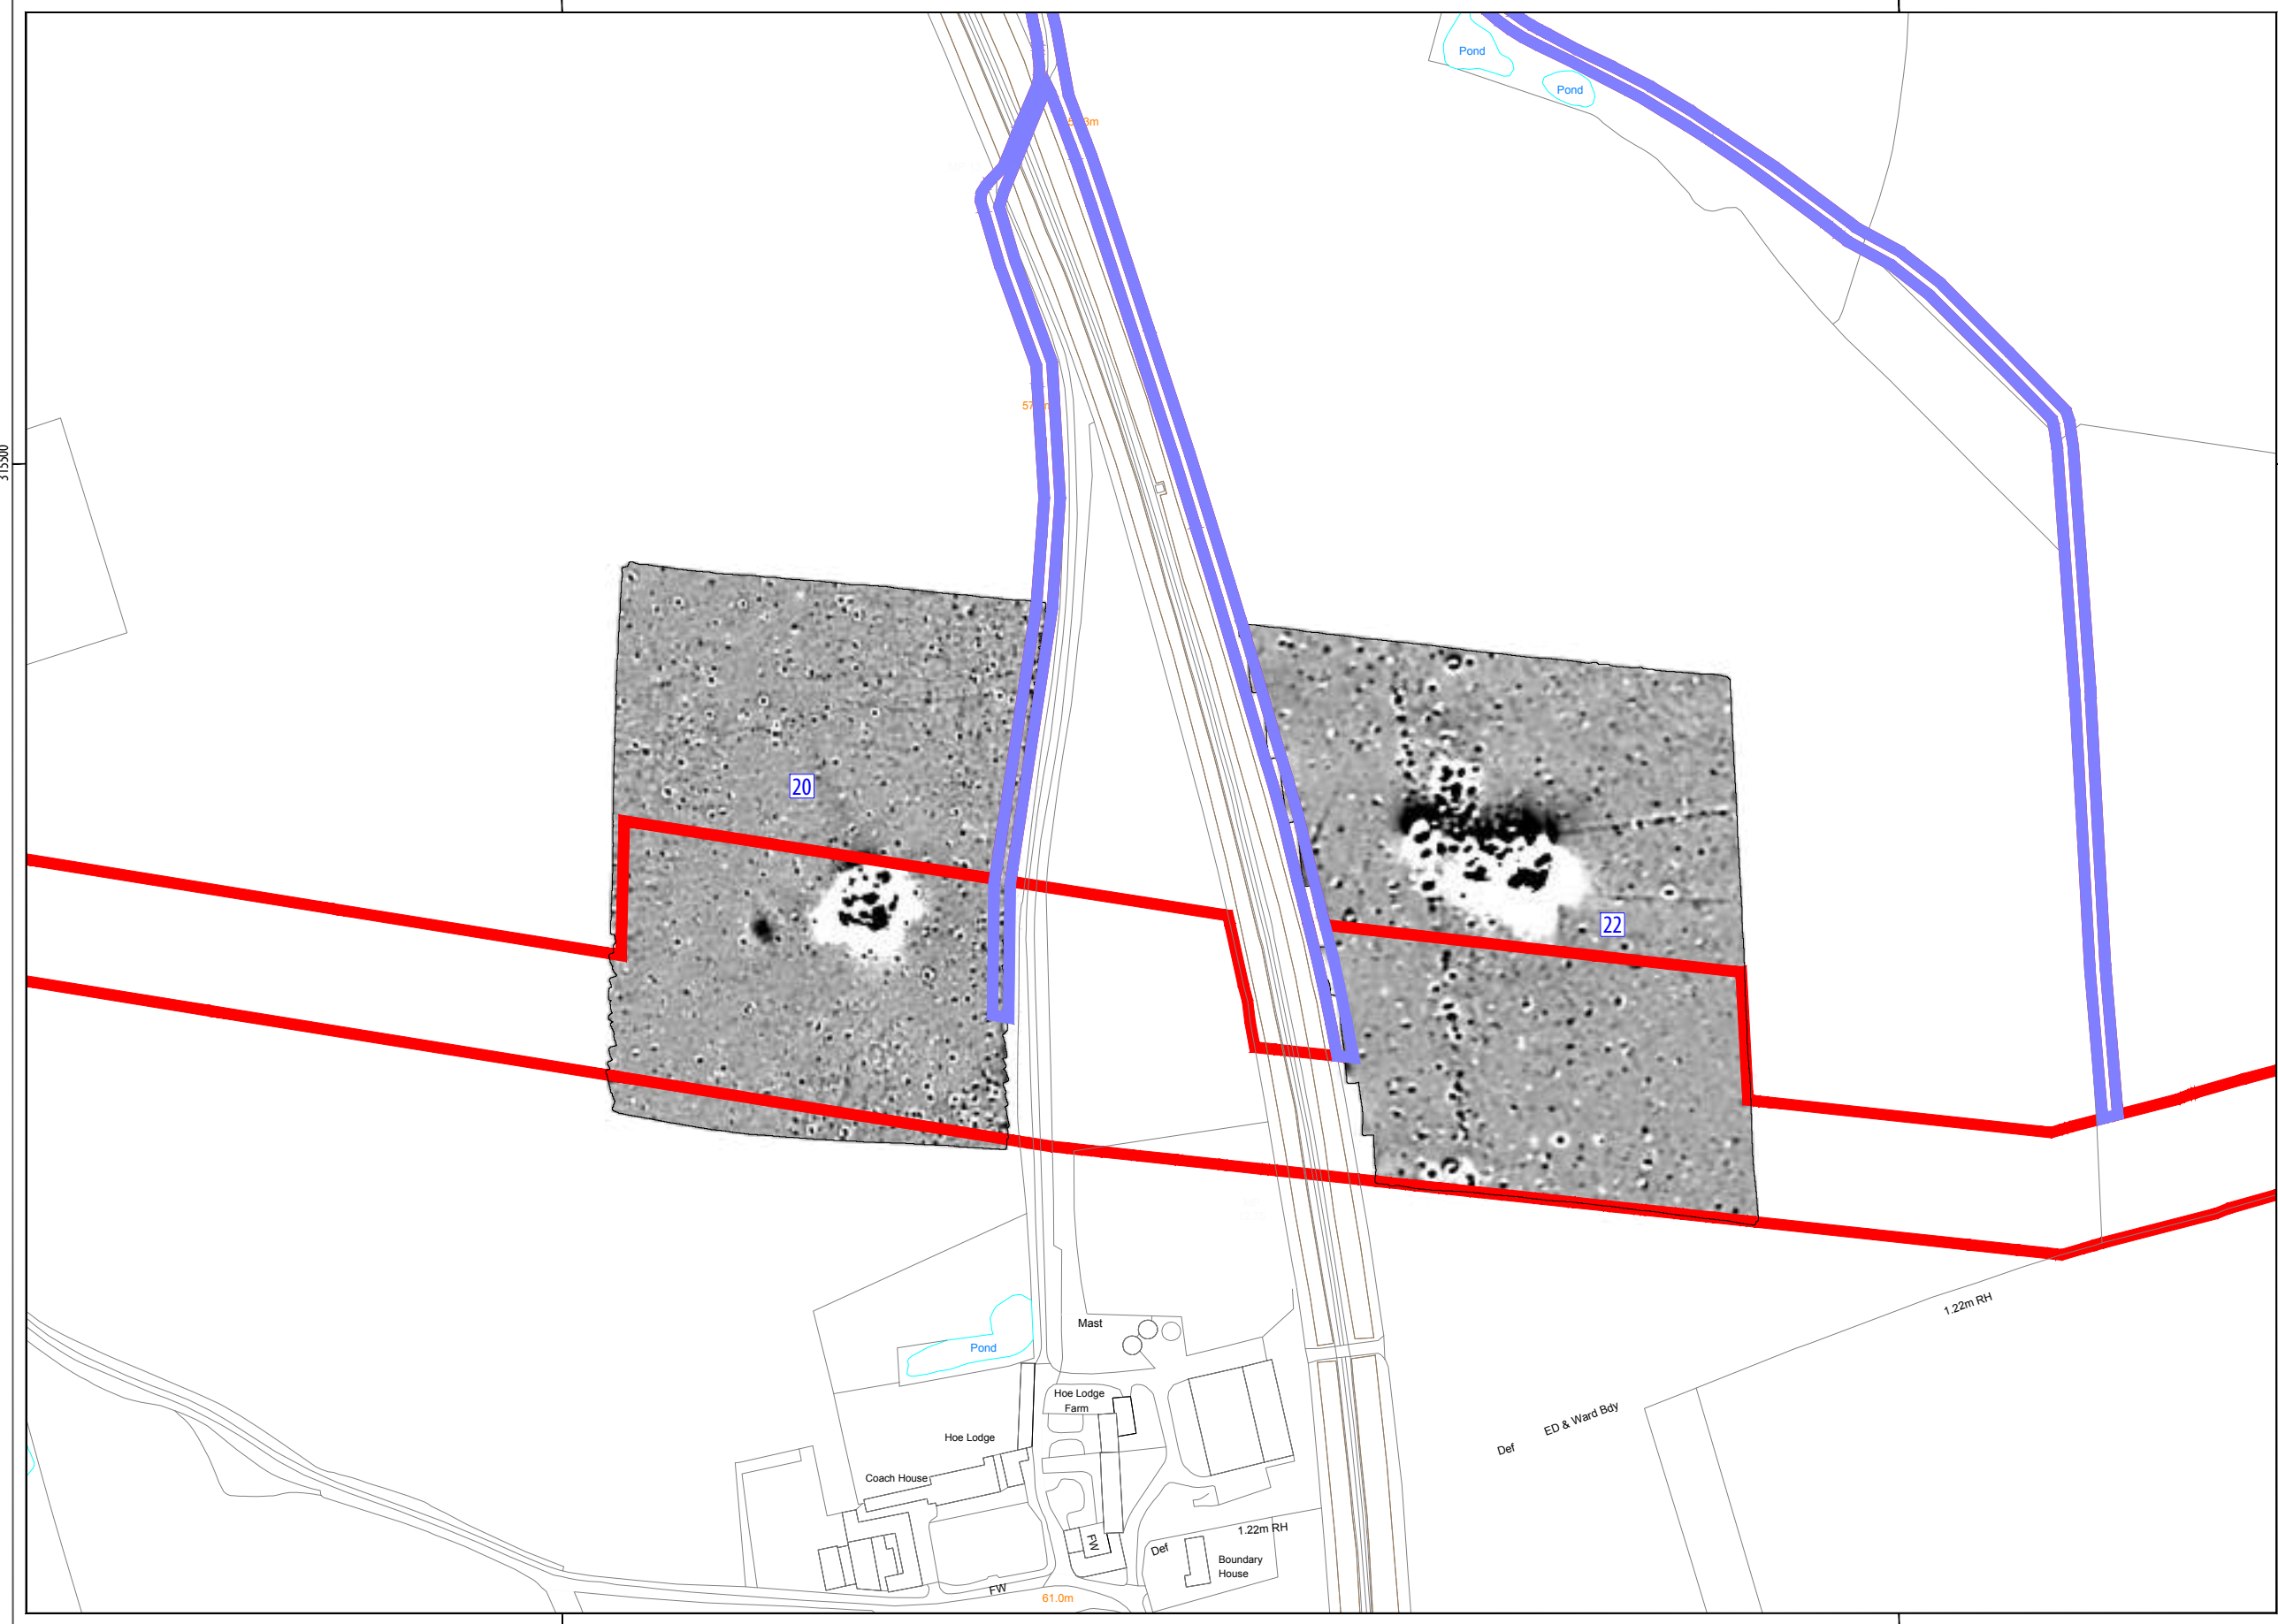 Pond
Pond
315500
20
22
Mast
Pond
1.22m RH
Hoe Lodge
Farm
Hoe Lodge
ED & Ward Bdy
Def
Coach House
1.22m RH
FW
Def
Boundary
House
FW
61.0m